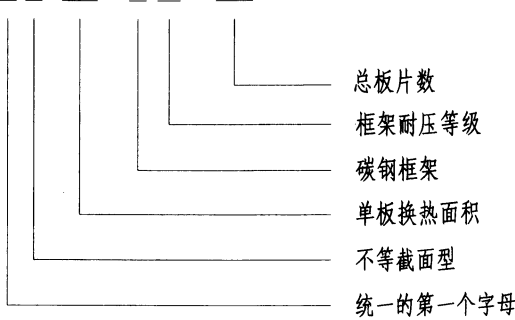 总板片数
框架耐压等级
碳钢框架
单板换热面积
不等截面型
统一的第一个字母